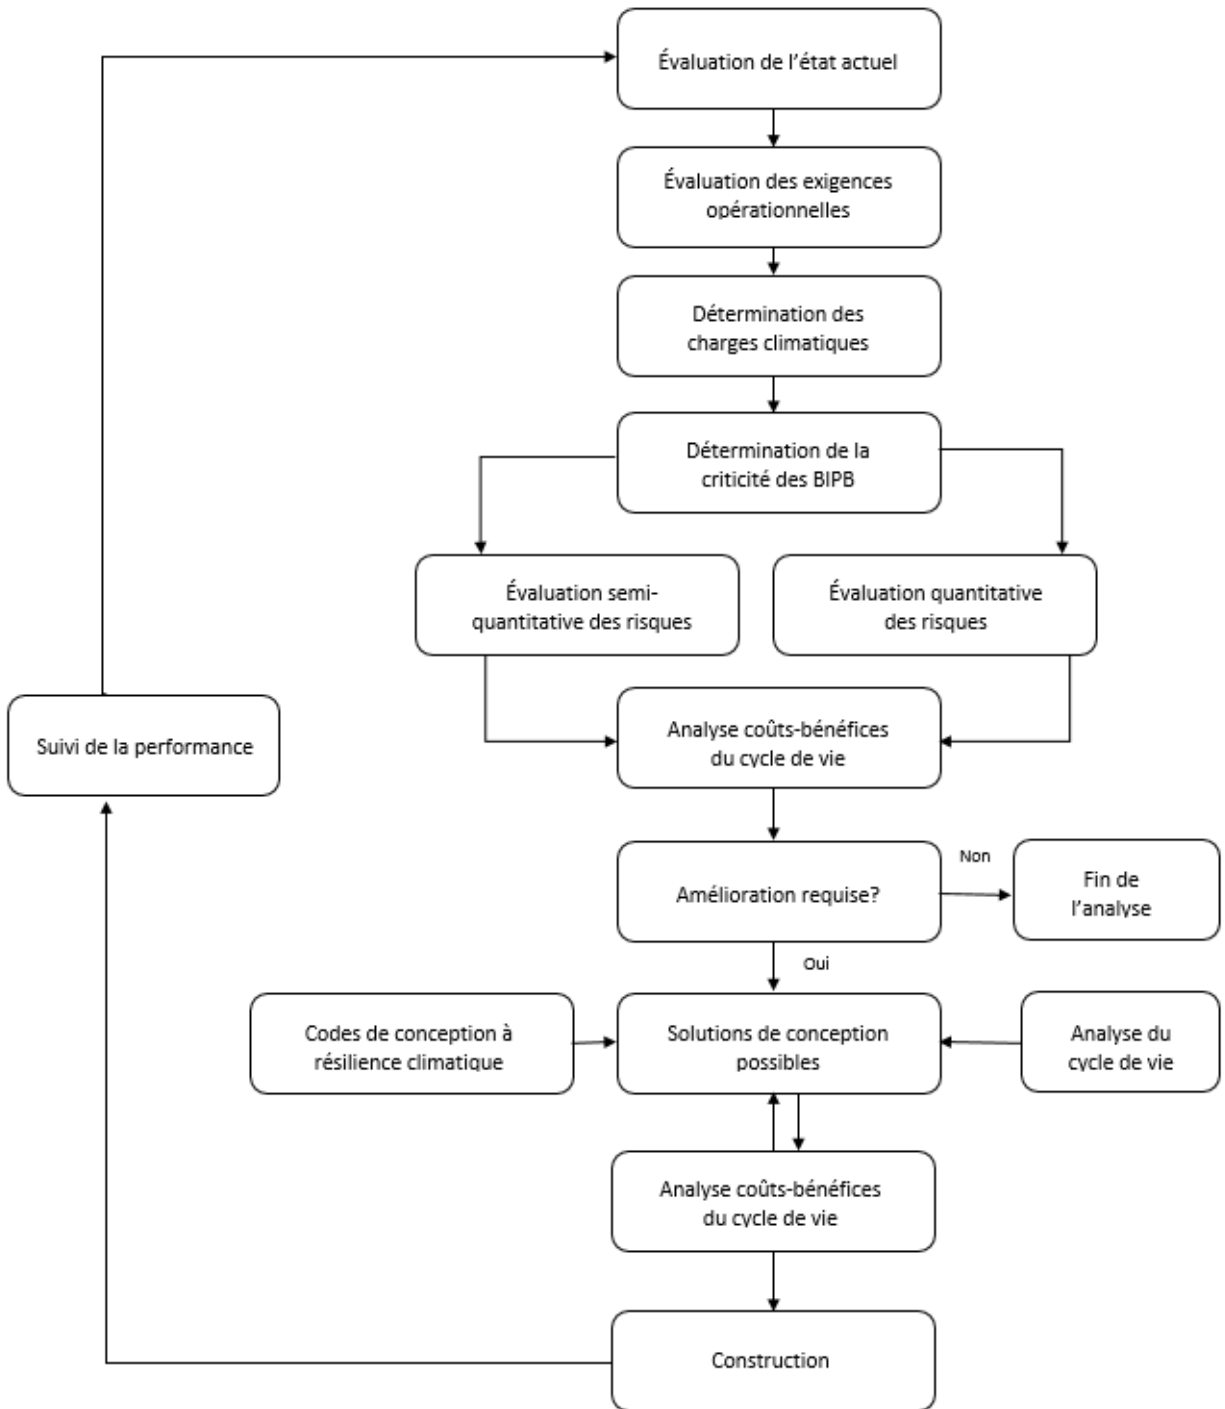 Évaluation de l'état actuel
Évaluation des exigences
opérationnelles
Détermination des
charges climatiques
Détermination de la
criticité des BIPB
Évaluation semi-
quantitative des risques
Évaluation quantitative
des risques
Suivi de la performance
Analyse coûts-bénéfices
du cycle de vie
Amélioration requise?
Non
Fin de
l'analyse
Oui
Codes de conception à
résilience climatique
Solutions de conception
possibles
Analyse du
cycle de vie
Analyse coûts-bénéfices
du cycle de vie
Construction